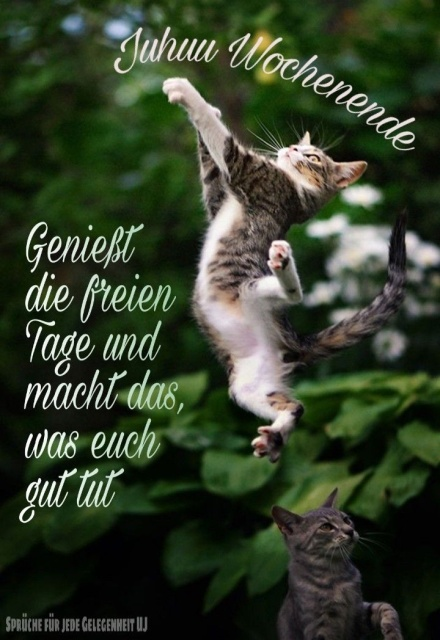 Juhuu Wochenende
Genießt
die freien
Tage und
macht das,
was euch
gut tut
Sprüche für jede Gelegenheit UJ